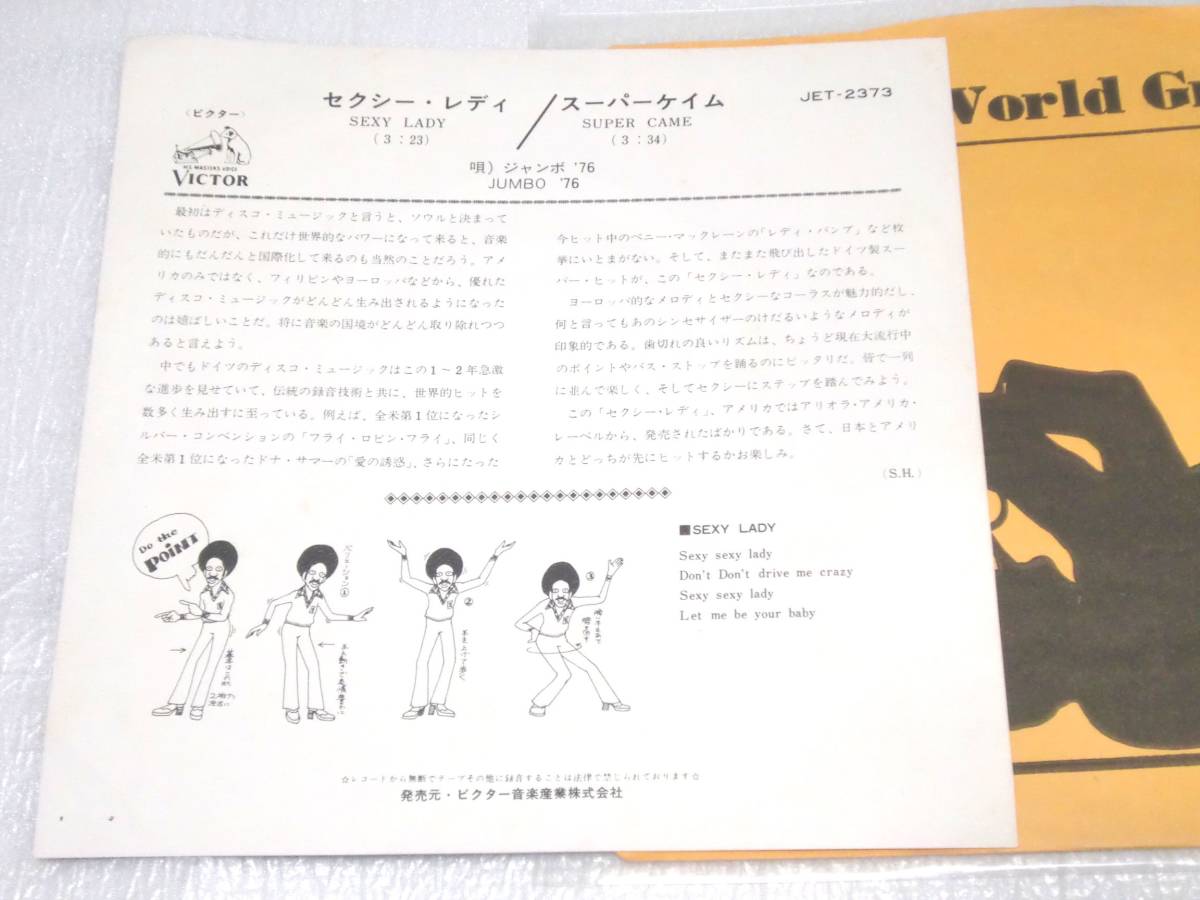 セクシー・レディ／スーパーケイム
SEXY LADY
SUPER CAME
(3:23)
(3:34)
JET-2373
〈ビクター〉
HIS MASTERS VOICE
VICTOR
唄）ジャンボ '76
JUMBO '76
最初はディスコ・ミュージックと言うと、ソウルと決まって
いたものだが、これだけ世界的なパワーになって来ると、音楽
的にもだんだんと国際化して来るのも当然のことだろう。アメ
リカのみではなく、フィリピンやヨーロッパなどから、優れた
ディスコ・ミュージックがどんどん生み出されるようになった
のは嬉ばしいことだ。特に音楽の国境がどんどん取り除れつつ
あると言えよう。
中でもドイツのディスコ・ミュージックはこの1～2年急激
な進歩を見せていて、伝統の録音技術と共に、世界的ヒットを
数多く生み出すに至っている。例えば、全米第1位になったシ
ルバー・コンベンションの「フライ・ロビン・フライ」、同じく
全米第1位になったドナ・サマーの「愛の誘惑」、さらにたった
今ヒット中のペニー・マックレーンの「レディ・バンプ」など枚
挙にいとまがない。そして、またまた飛び出したドイツ製スー
パー・ヒットが、この「セクシー・レディ」なのである。
ヨーロッパ的なメロディとセクシーなコーラスが魅力的だし、
何と言ってもあのシンセサイザーのけだるいようなメロディが
印象的である。歯切れの良いリズムは、ちょうど現在大流行中
のポイントやバス・ストップを踊るのにピッタリだ。皆で一列
に並んで楽しく、そしてセクシーにステップを踏んでみよう。
この「セクシー・レディ」、アメリカではアリオラ・アメリカ・
レーベルから、発売されたばかりである。さて、日本とアメリ
カとどっちが先にヒットするかお楽しみ。
(S.H.)
Do the
POINT
バリエーション①
②
③
手を上げて歩く
■SEXY LADY
Sexy sexy lady
Don't Don't drive me crazy
Sexy sexy lady
Let me be your baby
☆レコードから無断でテープその他に録音することは法律で禁じられております☆
発売元・ビクター音楽産業株式会社
World Gr